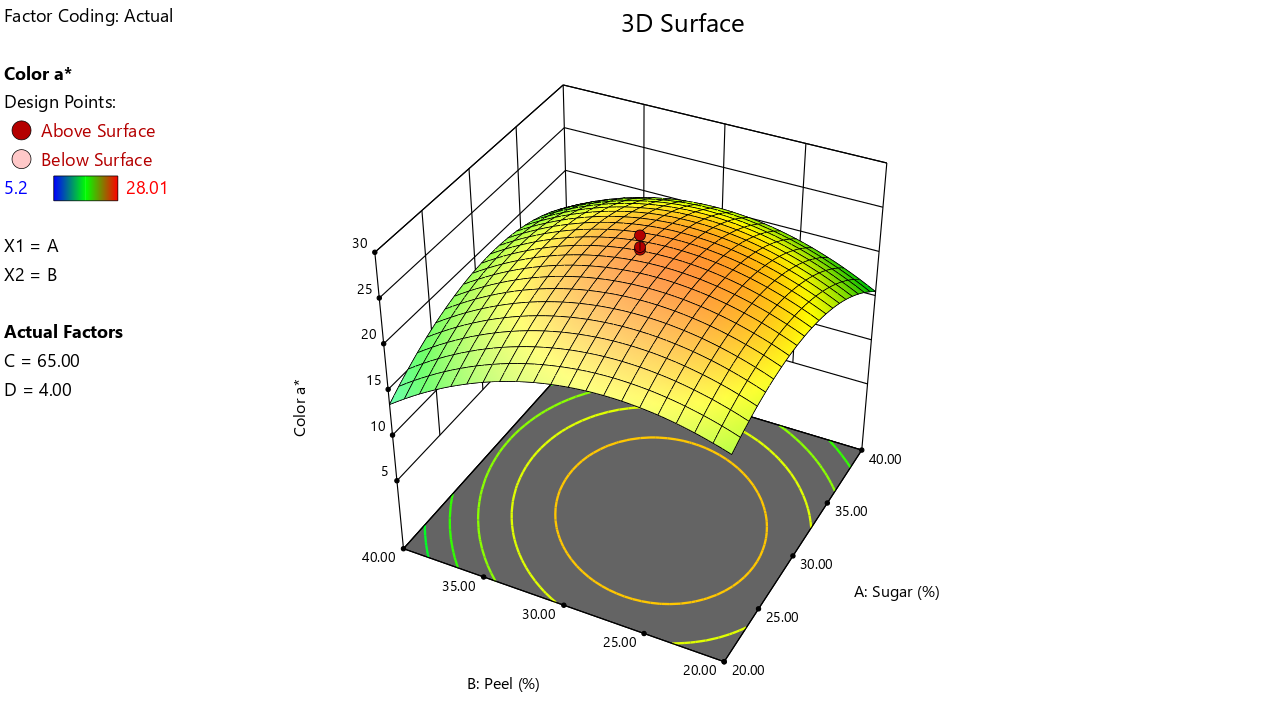 Factor Coding: Actual
3D Surface
Color a*
Design Points:
Above Surface
Below Surface
5.2 28.01
X1 = A
X2 = B
Actual Factors
C = 65.00
D = 4.00
30
25
20
15
10
5
Color a*
40.00
35.00
30.00
25.00
20.00
B: Peel (%)
20.00
25.00
30.00
35.00
40.00
A: Sugar (%)